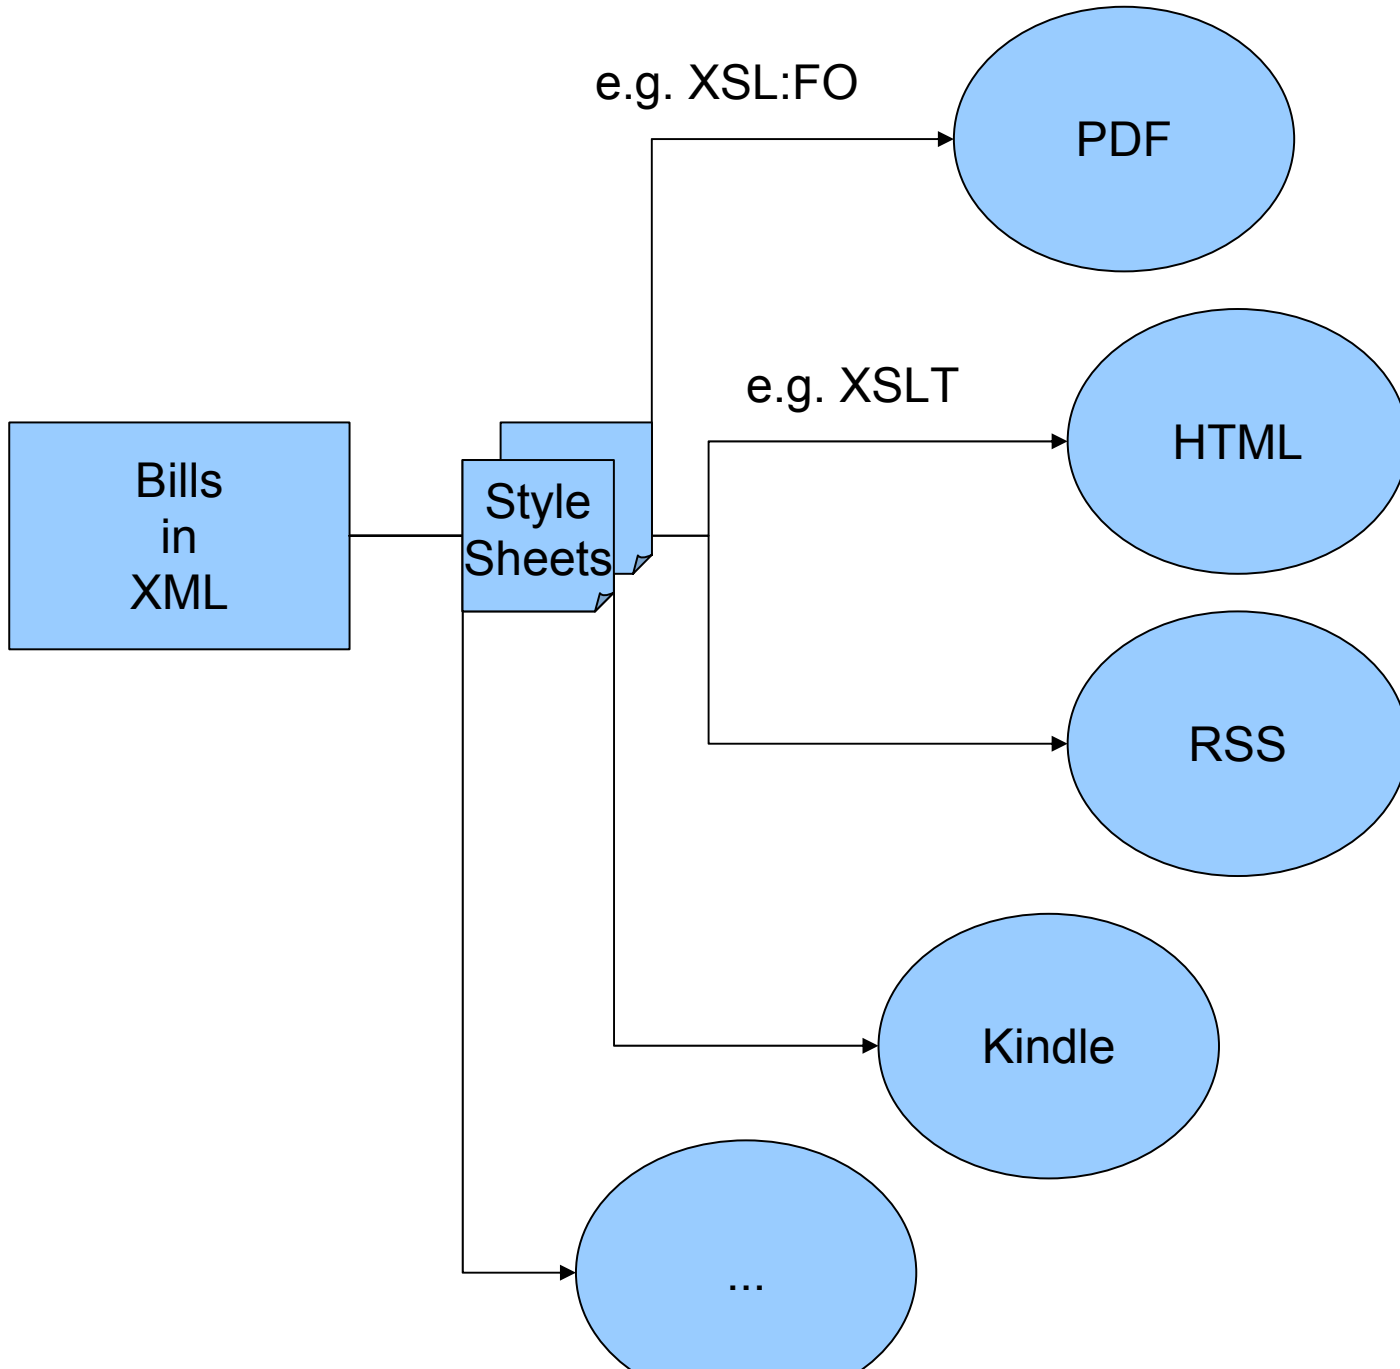 e.g. XSL:FO
PDF
e.g. XSLT
HTML
Bills
in
XML
Style
Sheets
RSS
Kindle
...